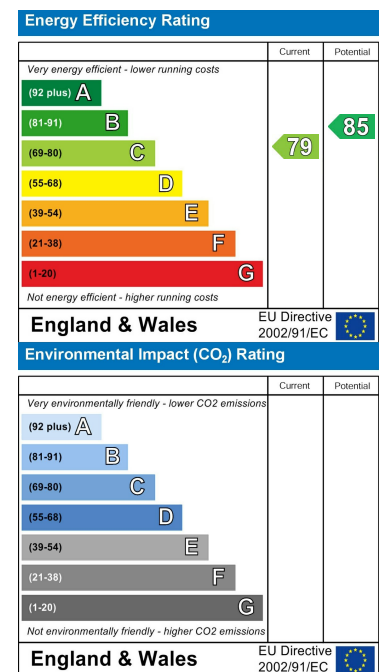 Energy Efficiency Rating
Current Potential
Very energy efficient - lower running costs
(92 plus) A
(81-91) B
(69-80) C
(55-68) D
(39-54) E
(21-38) F
(1-20) G
79
85
Not energy efficient - higher running costs
England & Wales
EU Directive
2002/91/EC
Environmental Impact (CO₂) Rating
Current Potential
Very environmentally friendly - lower CO2 emissions
(92 plus) A
(81-91) B
(69-80) C
(55-68) D
(39-54) E
(21-38) F
(1-20) G
Not environmentally friendly - higher CO2 emissions
England & Wales
EU Directive
2002/91/EC